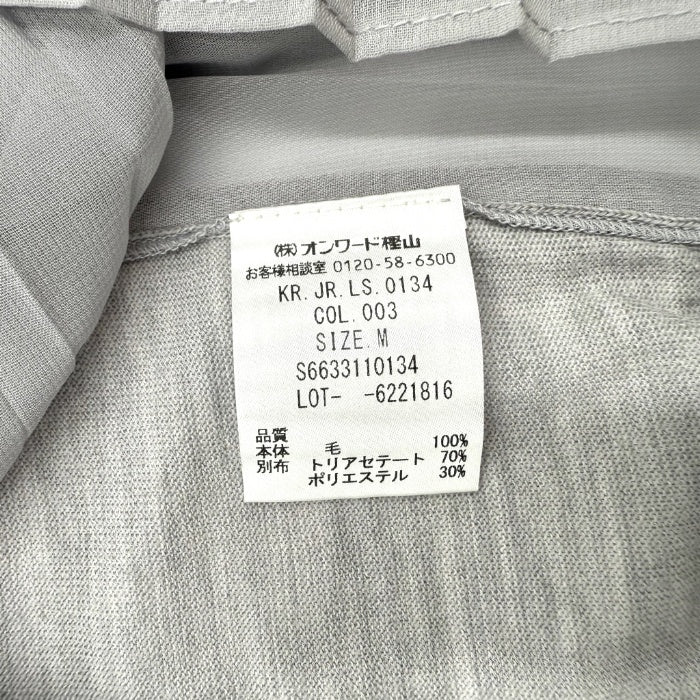 (株)オンワード樫山
お客様相談室 0120-58-6300
KR.JR.LS.0134
COL.003
SIZE.M
S6633110134
LOT- -6221816
品質
本体 毛 100%
別布 トリアセテート 70%
ポリエステル 30%